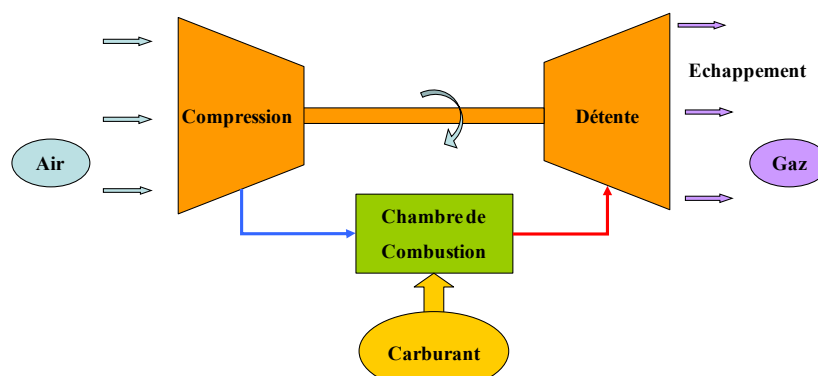 Echappement
Compression
Détente
Air
Gaz
Chambre de
Combustion
Carburant